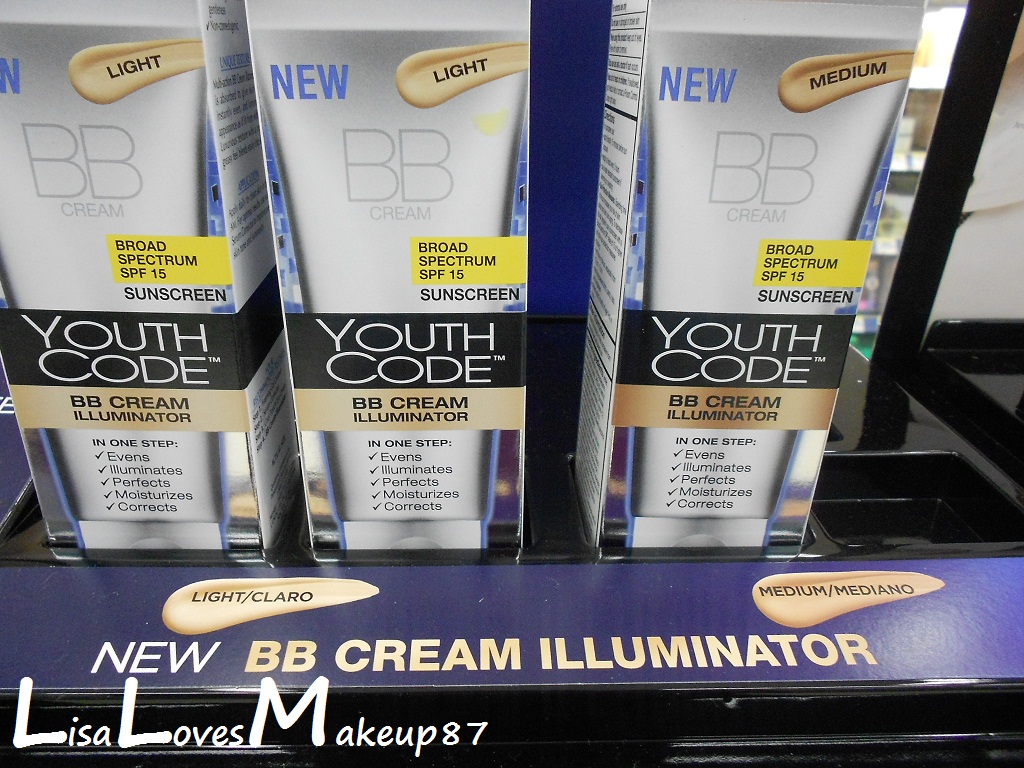 N
LIGHT
BB
CREAM
BROAD
SPECTRUM
SPF 15
SUNSCREEN
YOUTH
CODE™
BB CREAM
ILLUMINATOR
IN ONE STEP:
✓Evens
✓Illuminates
✓Perfects
✓Moisturizes
✓Corrects
NEW
LIGHT
BB
CREAM
BROAD
SPECTRUM
SPF 15
SUNSCREEN
YOUTH
CODE™
BB CREAM
ILLUMINATOR
IN ONE STEP:
✓Evens
✓Illuminates
✓Perfects
✓Moisturizes
✓Corrects
NEW
MEDIUM
BB
CREAM
BROAD
SPECTRUM
SPF 15
SUNSCREEN
YOUTH
CODE™
BB CREAM
ILLUMINATOR
IN ONE STEP:
✓Evens
✓Illuminates
✓Perfects
✓Moisturizes
✓Corrects
LIGHT/CLARO
MEDIUM/MEDIANO
NEW BB CREAM ILLUMINATOR
LisaLovesMakeup87